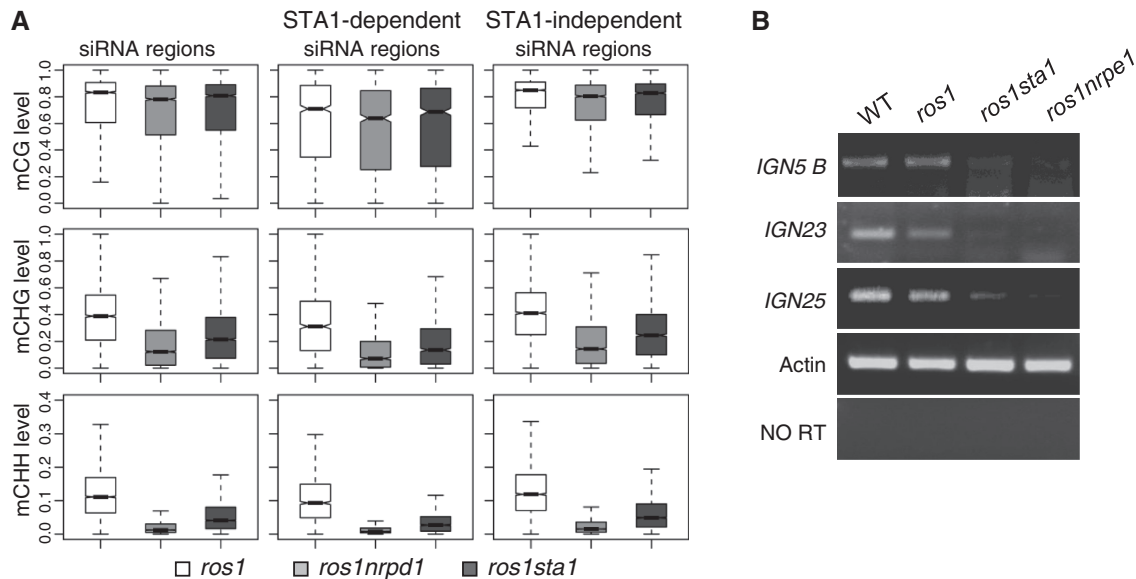 A
STA1-dependent
STA1-independent
siRNA regions
siRNA regions
siRNA regions
mCG level
0.0 0.2 0.4 0.6 0.8 1.0
mCHG level
0.0 0.2 0.4 0.6 0.8 1.0
mCHH level
0.0 0.1 0.2 0.3 0.4
ros1
ros1nrpd1
ros1sta1
B
WT
ros1
ros1sta1
ros1nrpe1
IGN5 B
IGN23
IGN25
Actin
NO RT